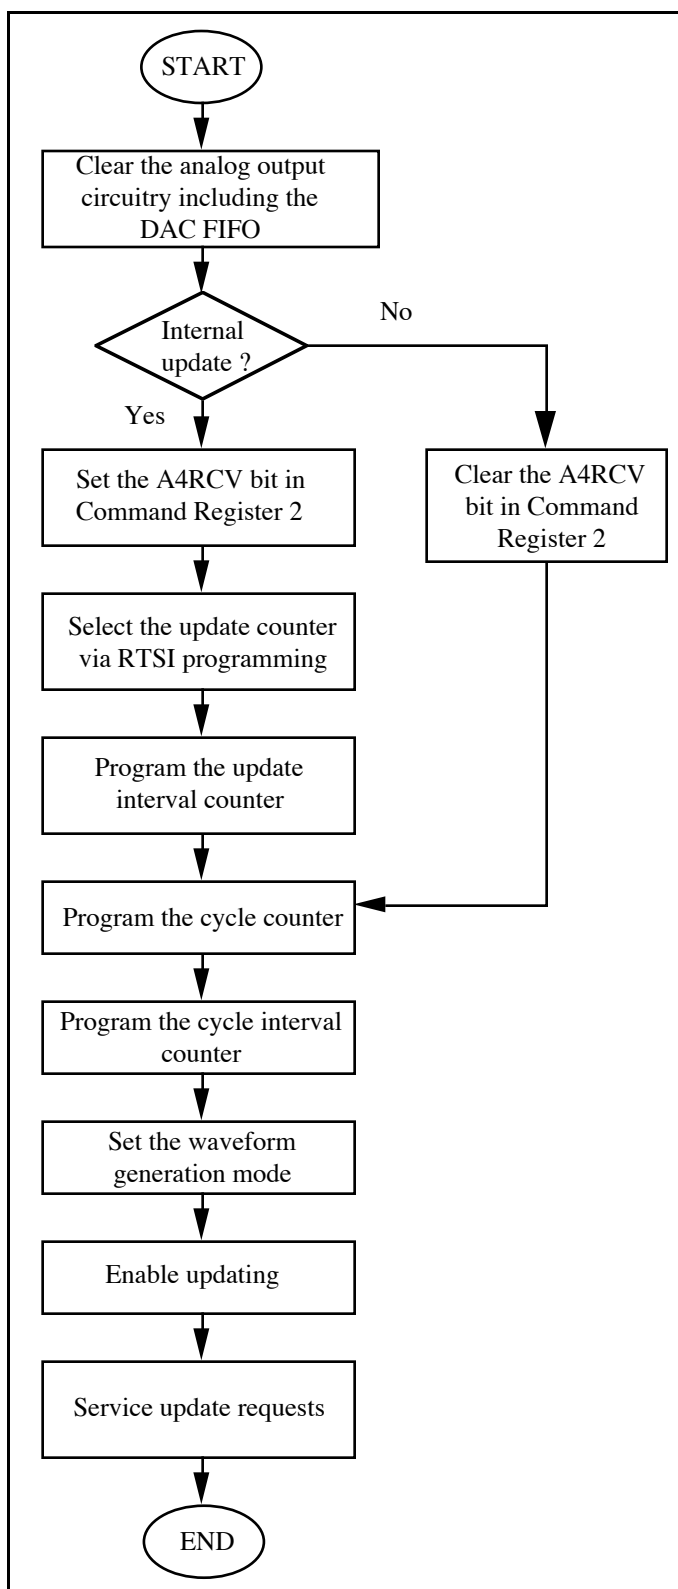 START
Clear the analog output
circuitry including the
DAC FIFO
Internal
update ?
No
Yes
Set the A4RCV bit in
Command Register 2
Clear the A4RCV
bit in Command
Register 2
Select the update counter
via RTSI programming
Program the update
interval counter
Program the cycle counter
Program the cycle interval
counter
Set the waveform
generation mode
Enable updating
Service update requests
END